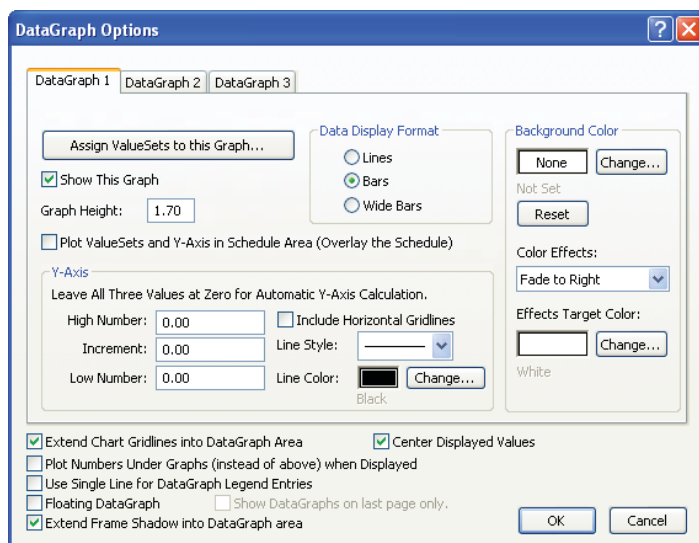 DataGraph Options
DataGraph 1 DataGraph 2 DataGraph 3
Assign ValueSets to this Graph...
Show This Graph
Graph Height: 1.70
Data Display Format
Lines
Bars
Wide Bars
Background Color
None Change...
Not Set
Reset
Color Effects:
Fade to Right
Effects Target Color:
Change...
White
Plot ValueSets and Y-Axis in Schedule Area (Overlay the Schedule)
Y-Axis
Leave All Three Values at Zero for Automatic Y-Axis Calculation.
High Number: 0.00
Increment: 0.00
Low Number: 0.00
Include Horizontal Gridlines
Line Style:
Line Color: Change...
Black
Extend Chart Gridlines into DataGraph Area
Center Displayed Values
Plot Numbers Under Graphs (instead of above) when Displayed
Use Single Line for DataGraph Legend Entries
Floating DataGraph
Show DataGraphs on last page only.
Extend Frame Shadow into DataGraph area
OK Cancel